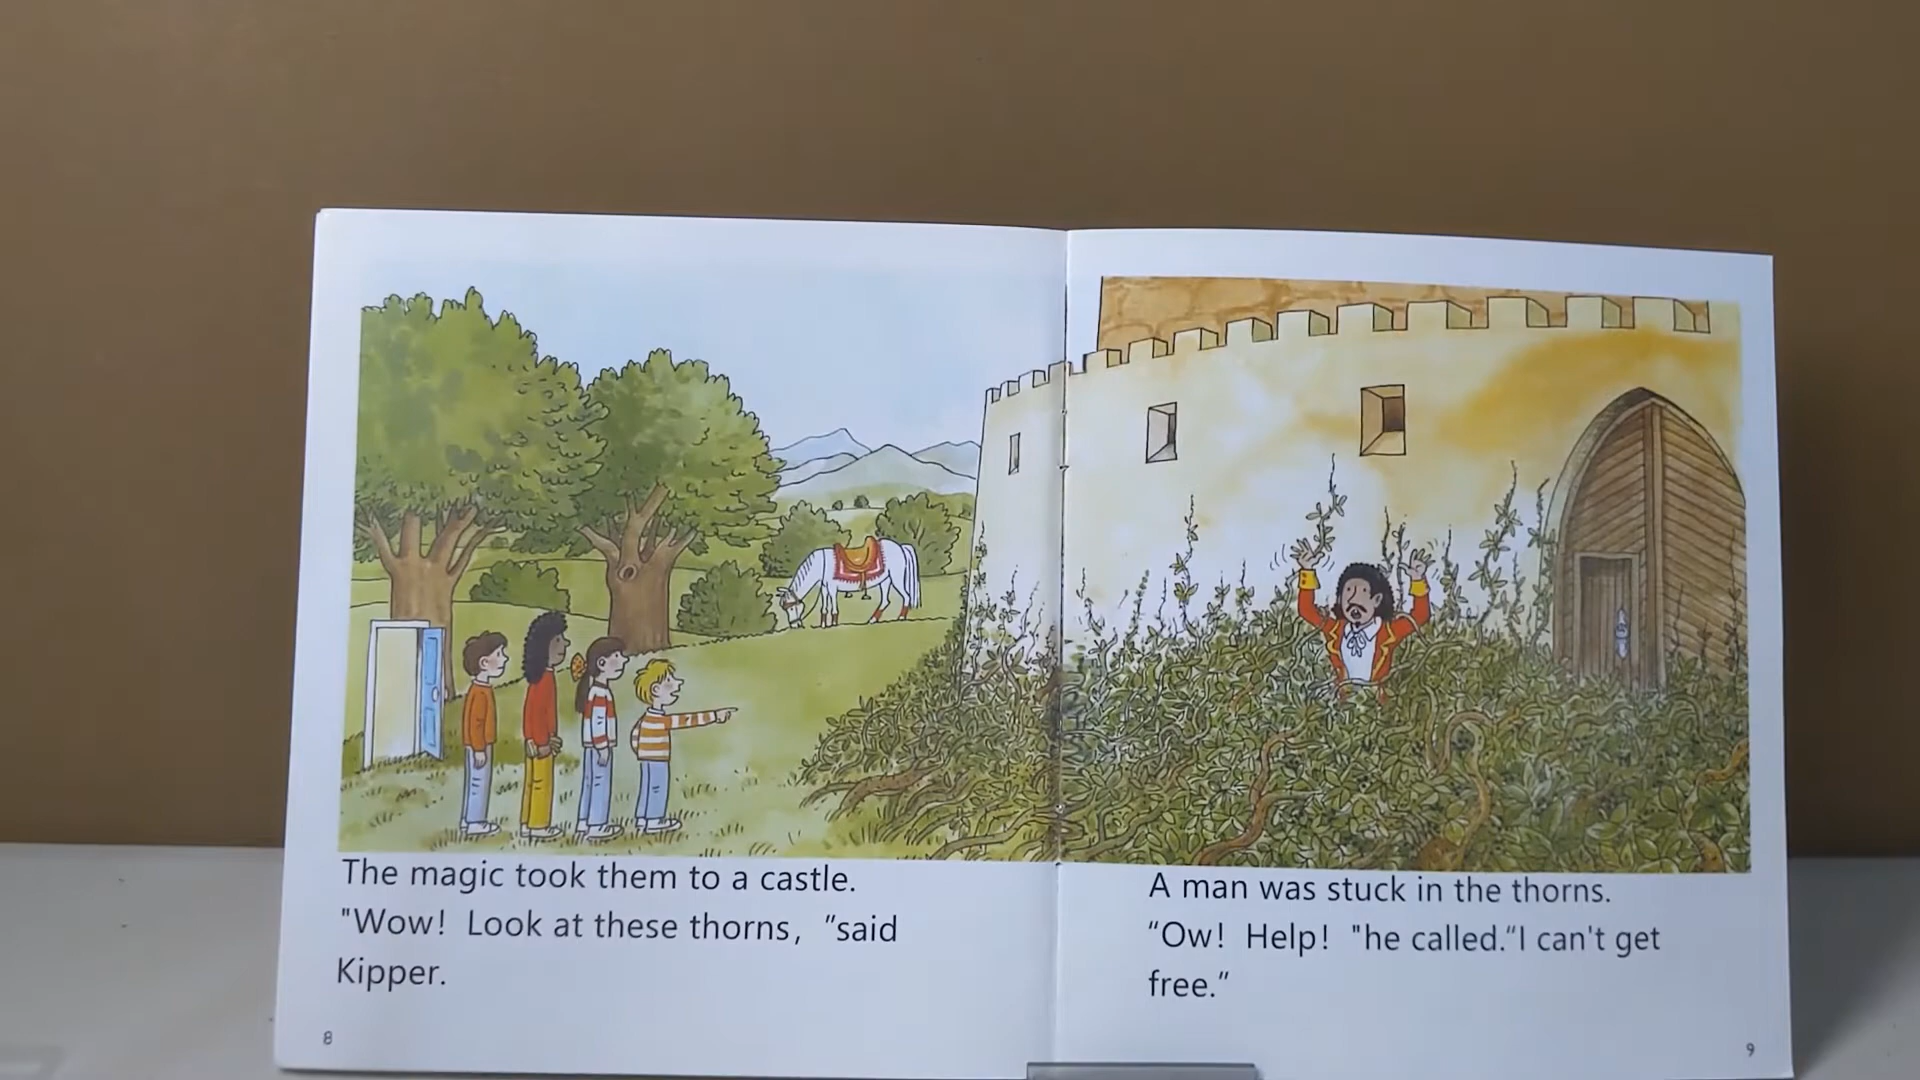 The magic took them to a castle.
"Wow! Look at these thorns, "said
Kipper.
8
A man was stuck in the thorns.
“Ow! Help! "he called.“I can't get
free.”
9